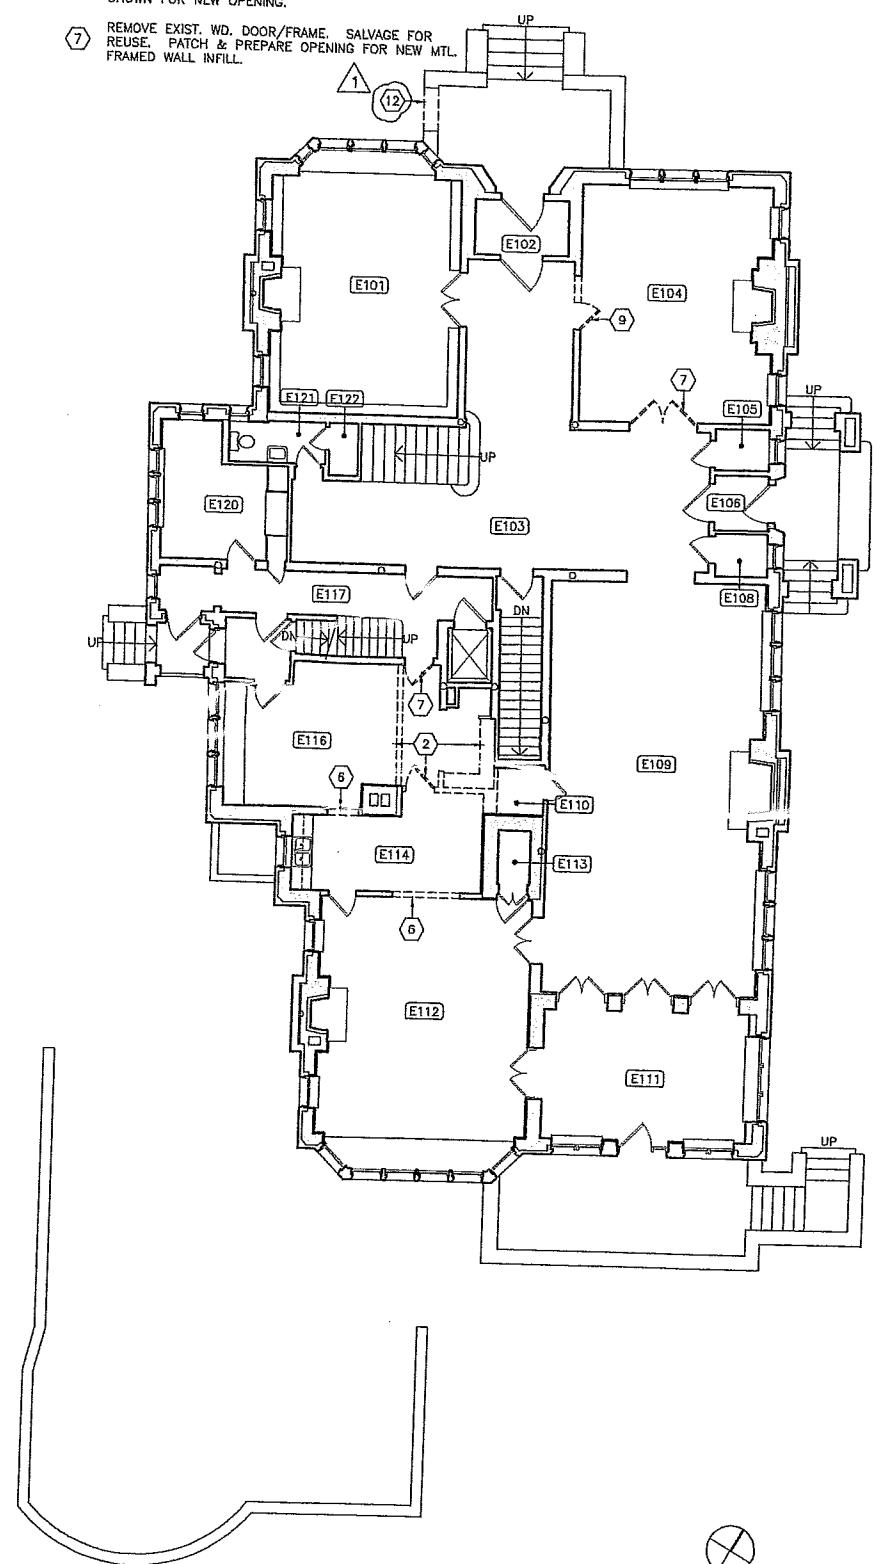 SHOWN FOR NEW OPENING.
7
REMOVE EXIST. WD. DOOR/FRAME. SALVAGE FOR
REUSE. PATCH & PREPARE OPENING FOR NEW MTL.
FRAMED WALL INFILL.
UP
1
12
E102
E101
E104
9
7
UP
E121
E122
E105
UP
E120
E106
E103
E108
E117
DN
UP
DN
UP
7
E116
2
E109
6
E110
E114
E113
6
E112
E111
UP